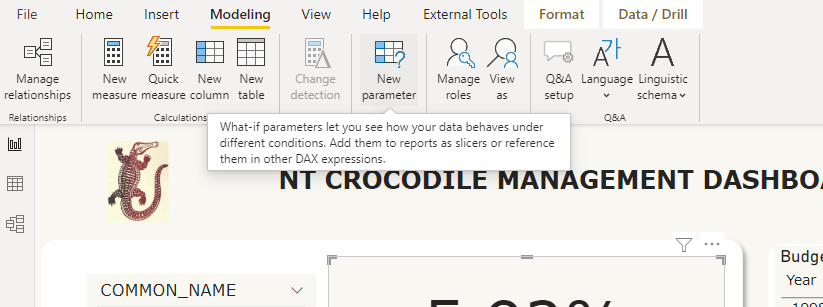 File Home Insert Modeling View Help External Tools Format Data / Drill
Manage relationships
New measure
Quick measure
New column
New table
Change detection
New parameter
Manage roles
View as
Q&A setup
Language
Linguistic schema
Relationships Calculations Q&A
What-if parameters let you see how your data behaves under
different conditions. Add them to reports as slicers or reference
them in other DAX expressions.
NT CROCODILE MANAGEMENT
COMMON_NAME
Year